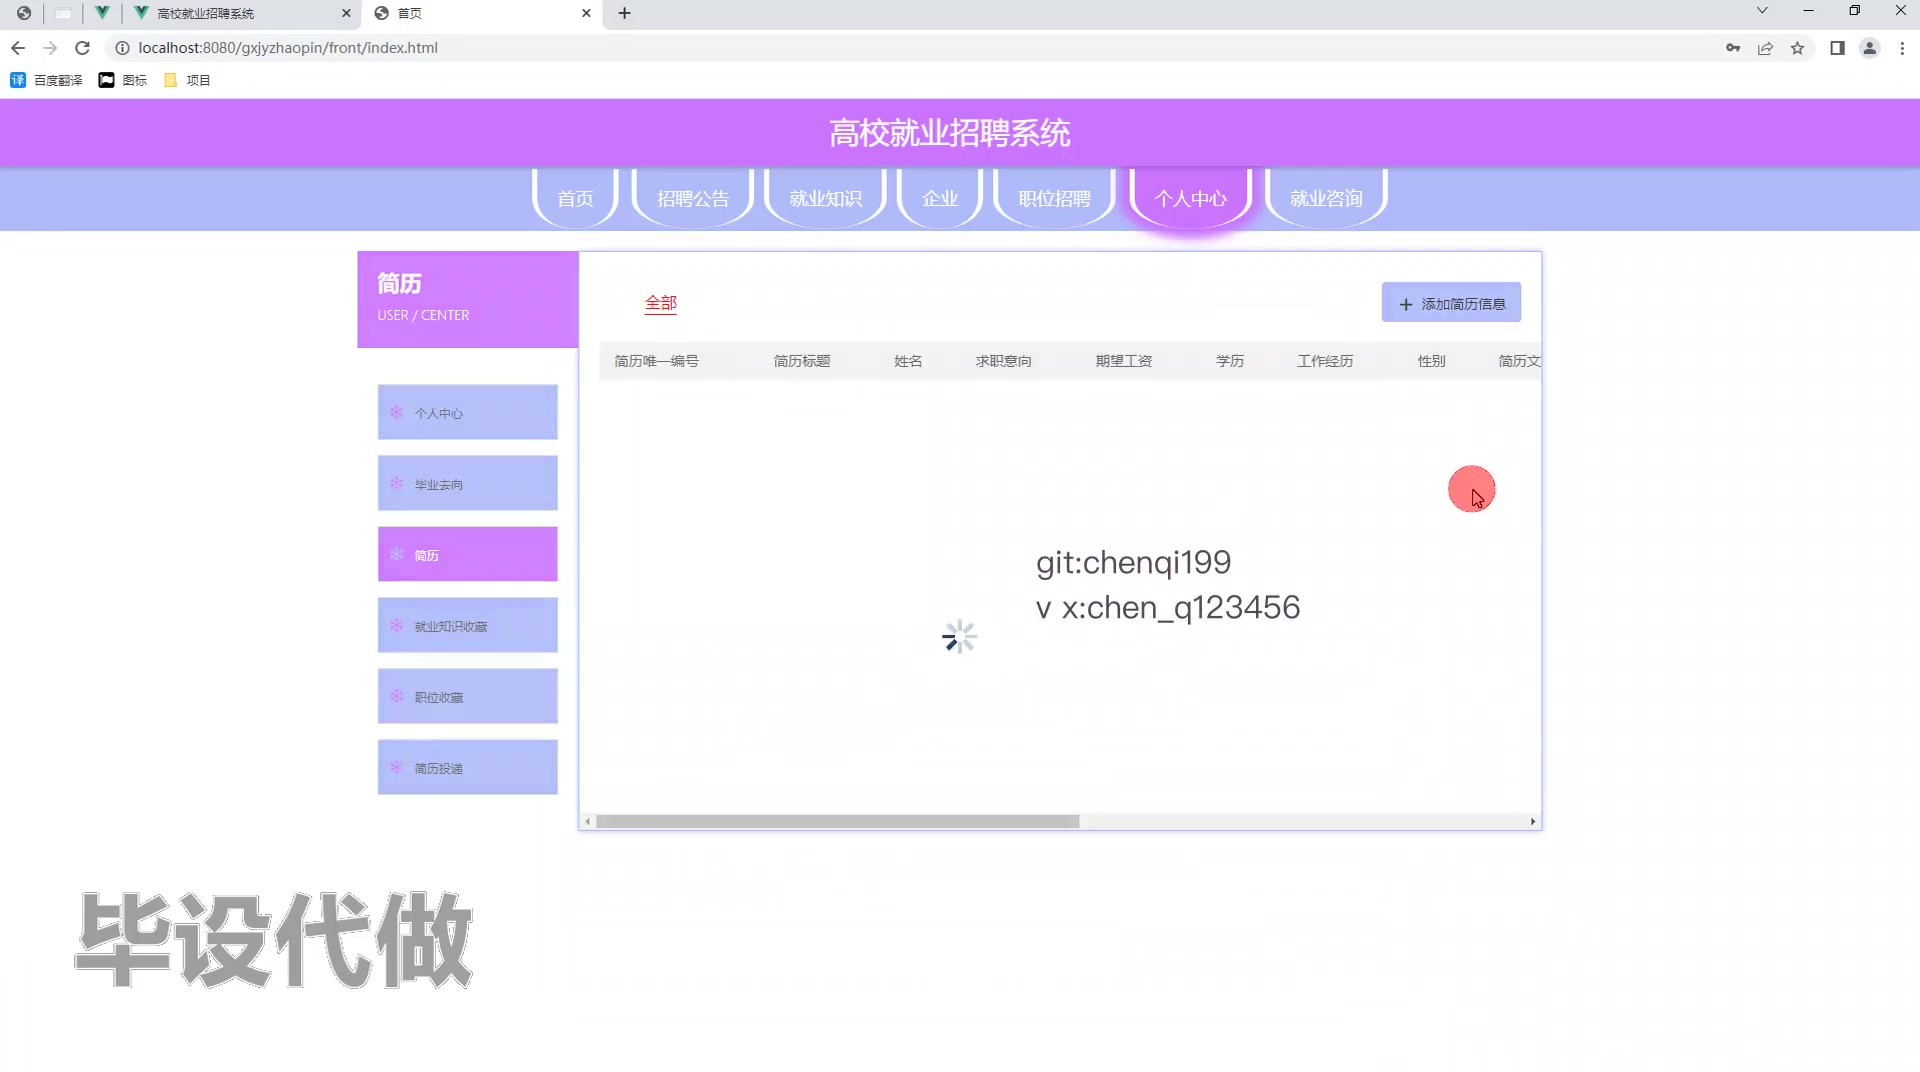 高校就业招聘系统
首页
localhost:8080/gxjyzhaopin/front/index.html
百度翻译
图标
项目
高校就业招聘系统
首页
招聘公告
就业知识
企业
职位招聘
个人中心
就业咨询
简历
USER / CENTER
个人中心
毕业去向
简历
就业知识收藏
职位收藏
简历投递
全部
添加简历信息
简历唯一编号
简历标题
姓名
求职意向
期望工资
学历
工作经历
性别
简历文
git:chenqi199
v x:chen_q123456
毕设代做